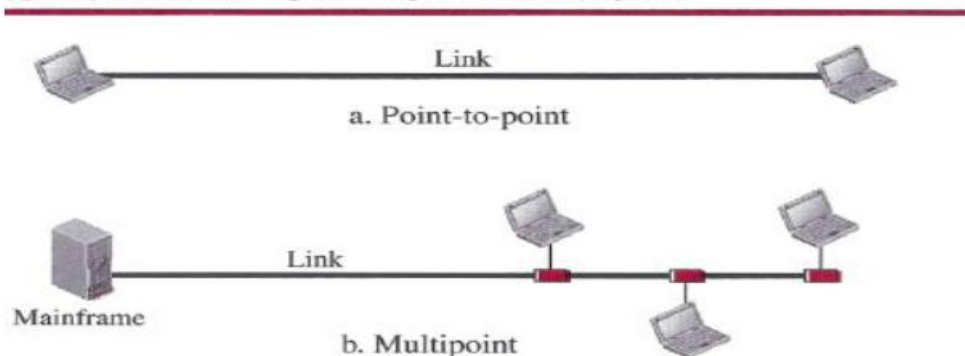 Link
a. Point-to-point
Link
Mainframe
b. Multipoint